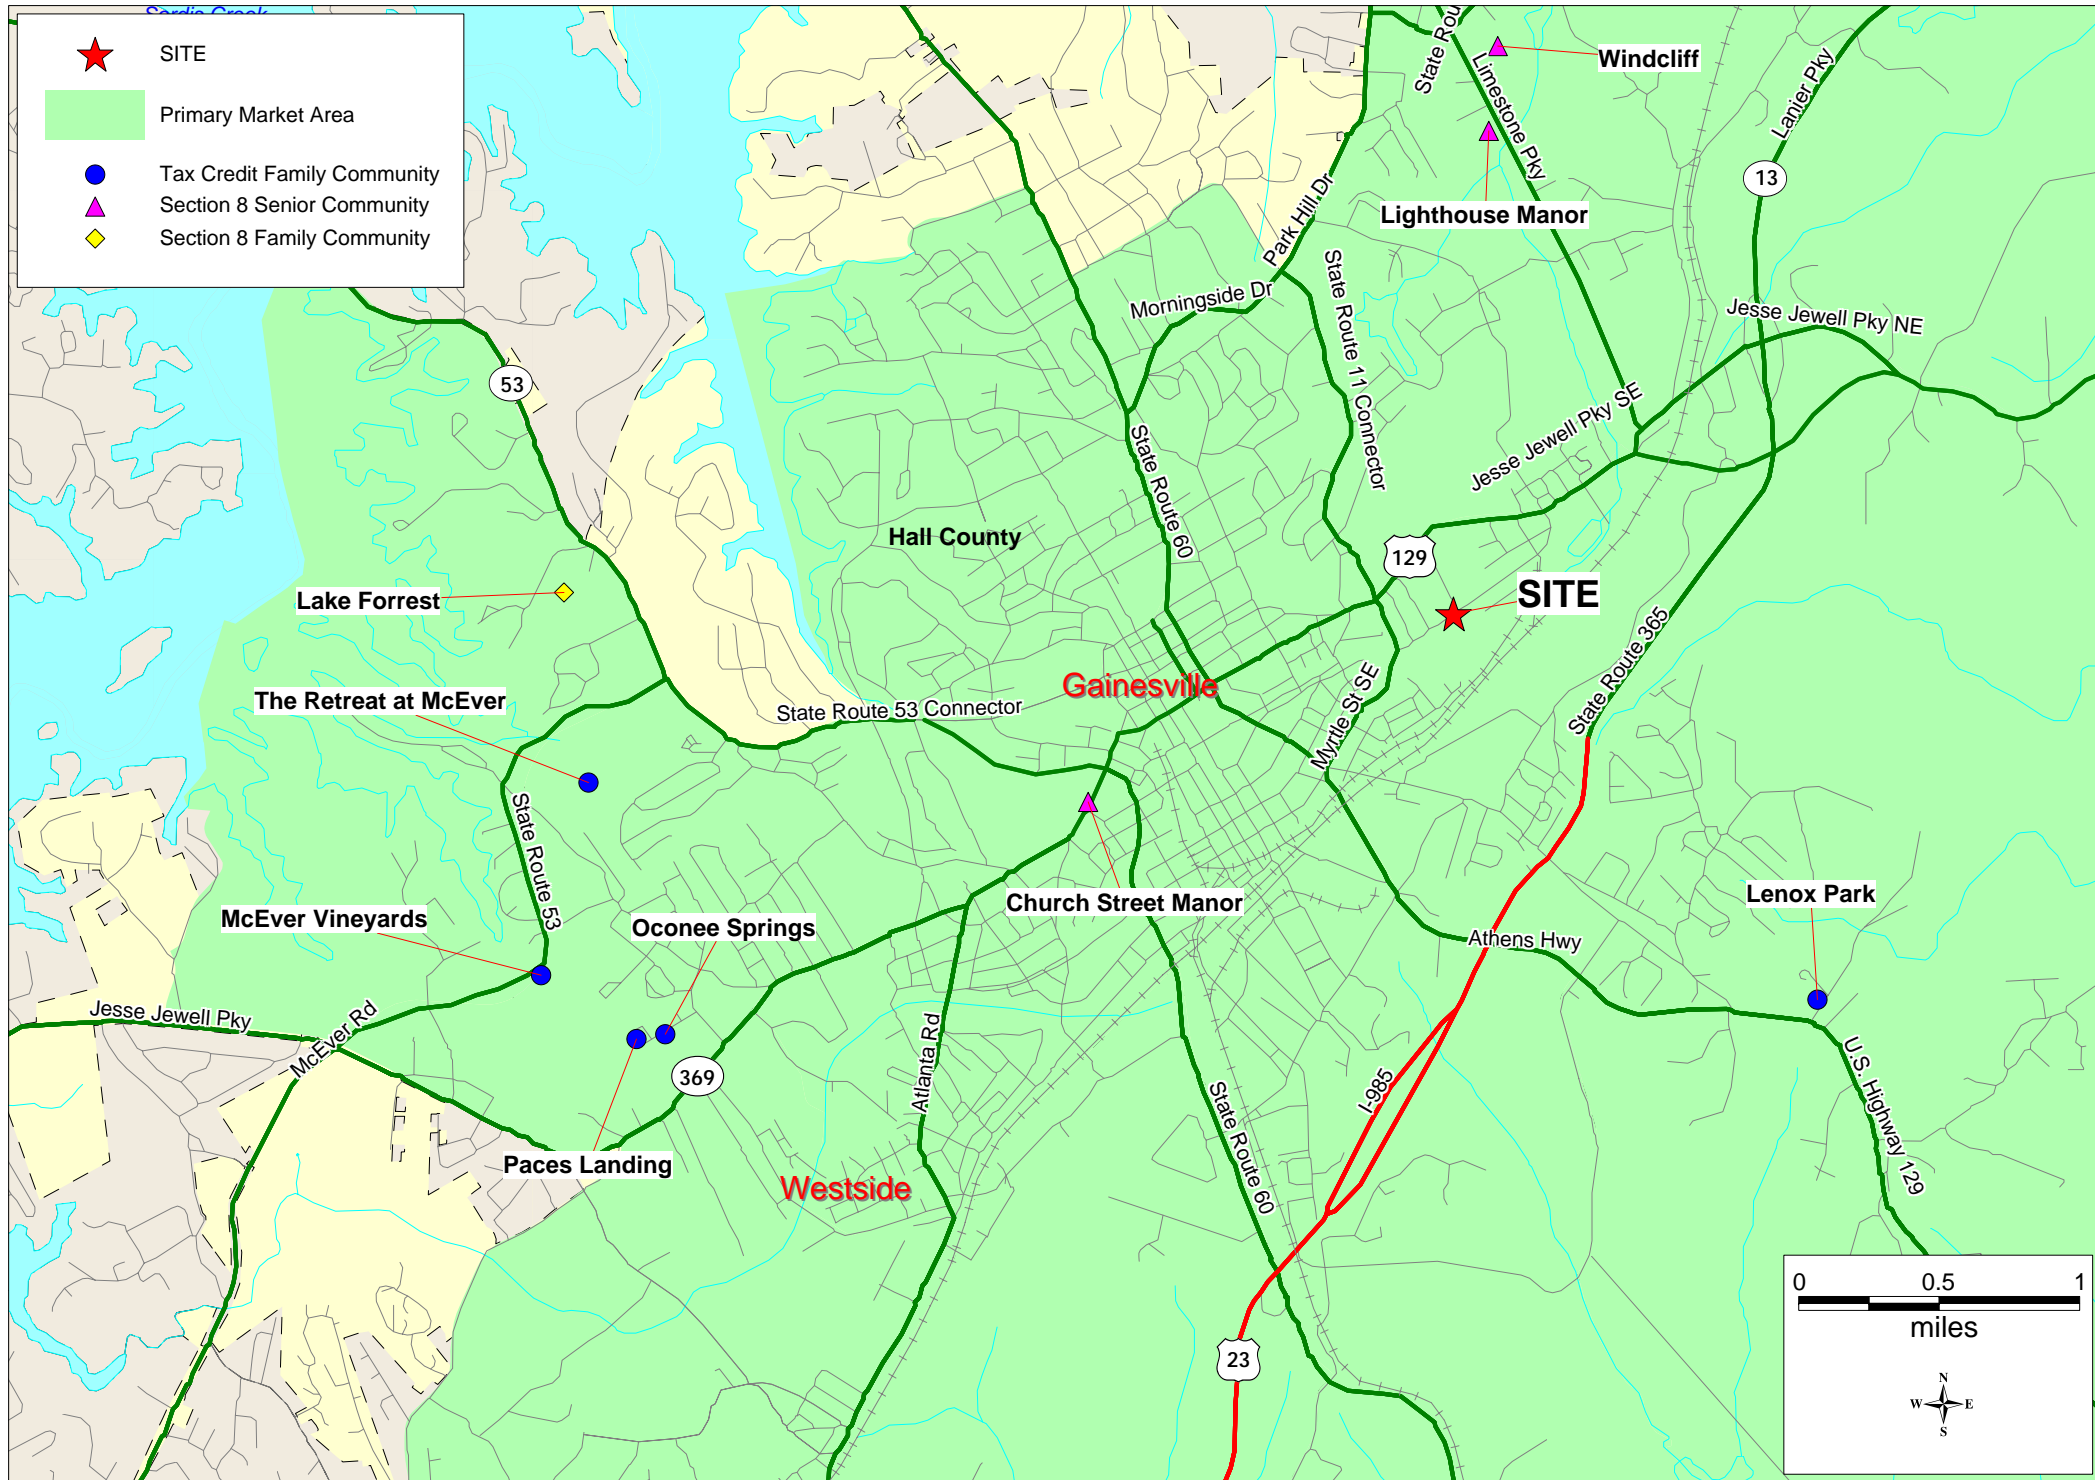 Sardis Creek
SITE
Primary Market Area
Tax Credit Family Community
Section 8 Senior Community
Section 8 Family Community
State Rou
Windcliff
Limestone Pky
Lanier Pky
13
Lighthouse Manor
Park Hill Dr
State Route 11 Connector
Morningside Dr
Jesse Jewell Pky NE
53
Jesse Jewell Pky SE
State Route 60
Hall County
129
Lake Forrest
SITE
State Route 365
Gainesville
The Retreat at McEver
State Route 53 Connector
Myrtle St SE
State Route 53
Church Street Manor
Lenox Park
McEver Vineyards
Oconee Springs
Athens Hwy
Jesse Jewell Pky
McEver Rd
369
Atlanta Rd
I-985
U.S. Highway 129
State Route 60
Paces Landing
Westside
23
0 0.5 1
miles
N
W E
S